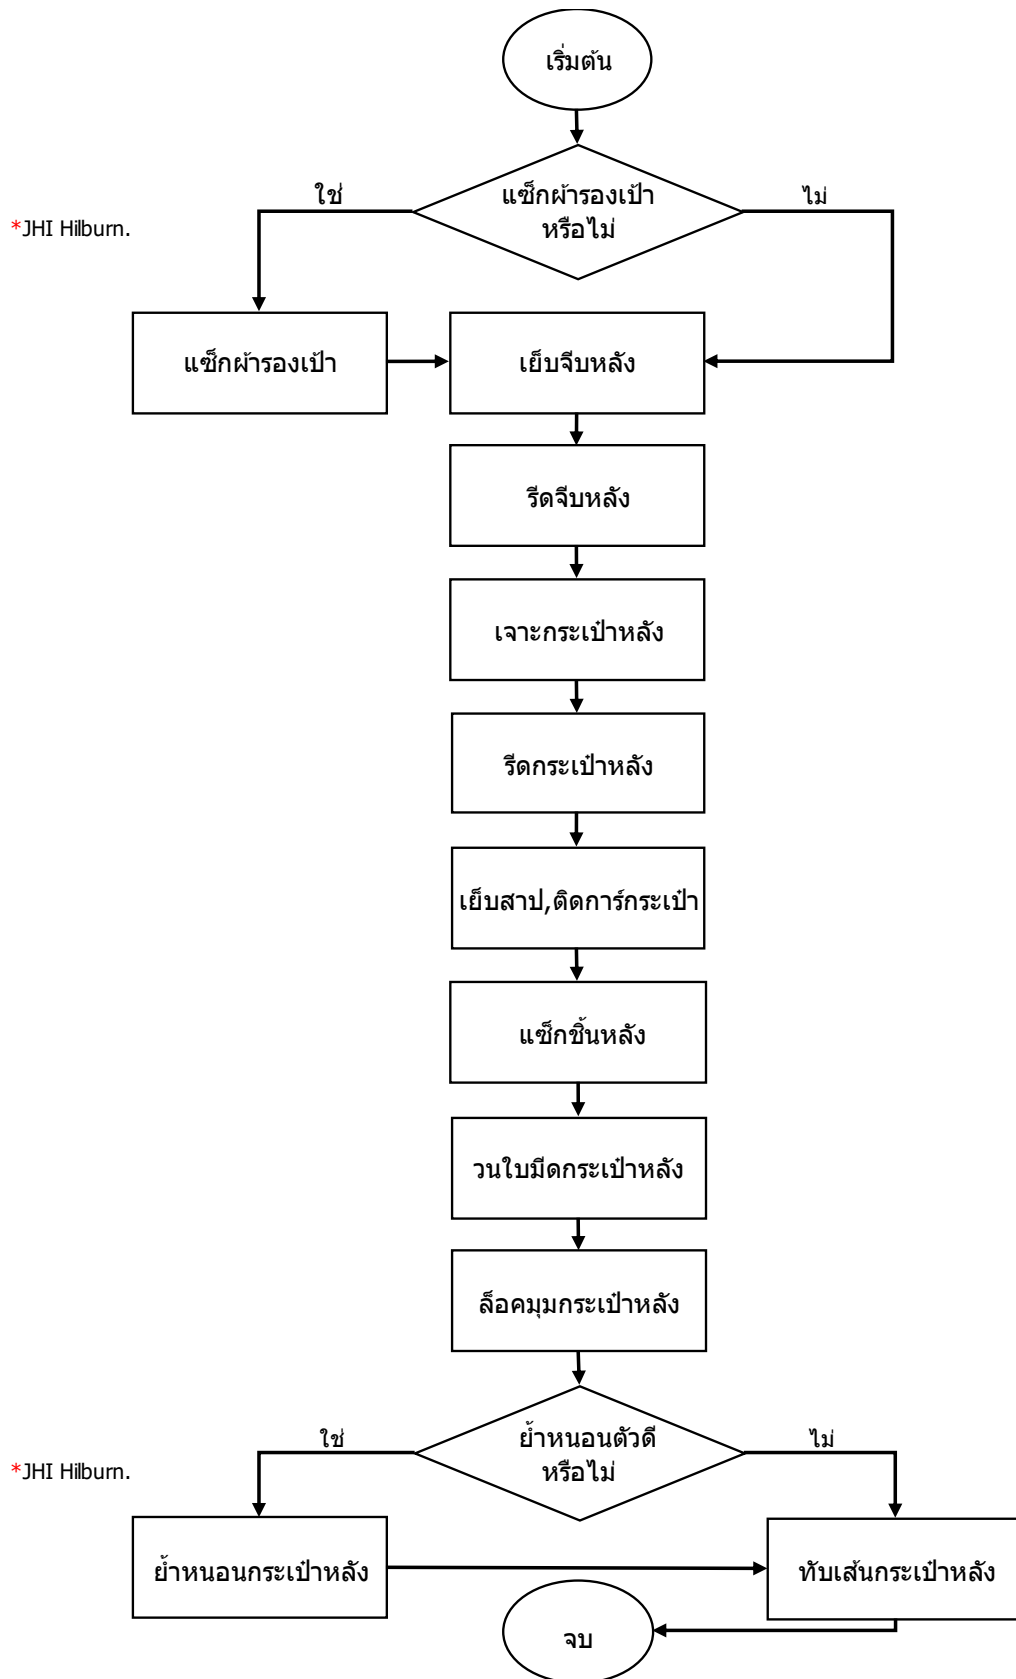 เริ่มต้น
แซ็กผ้ารองเป้า
หรือไม่
ใช่
ไม่
*JHI Hilburn.
แซ็กผ้ารองเป้า
เย็บจีบหลัง
รีดจีบหลัง
เจาะกระเป๋าหลัง
รีดกระเป๋าหลัง
เย็บสาป,ติดการ์กระเป๋า
แซ็กชิ้นหลัง
วนใบมีดกระเป๋าหลัง
ล็อคมุมกระเป๋าหลัง
ย้ำหนอนตัวดี
หรือไม่
ใช่
ไม่
*JHI Hilburn.
ย้ำหนอนกระเป๋าหลัง
ทับเส้นกระเป๋าหลัง
จบ